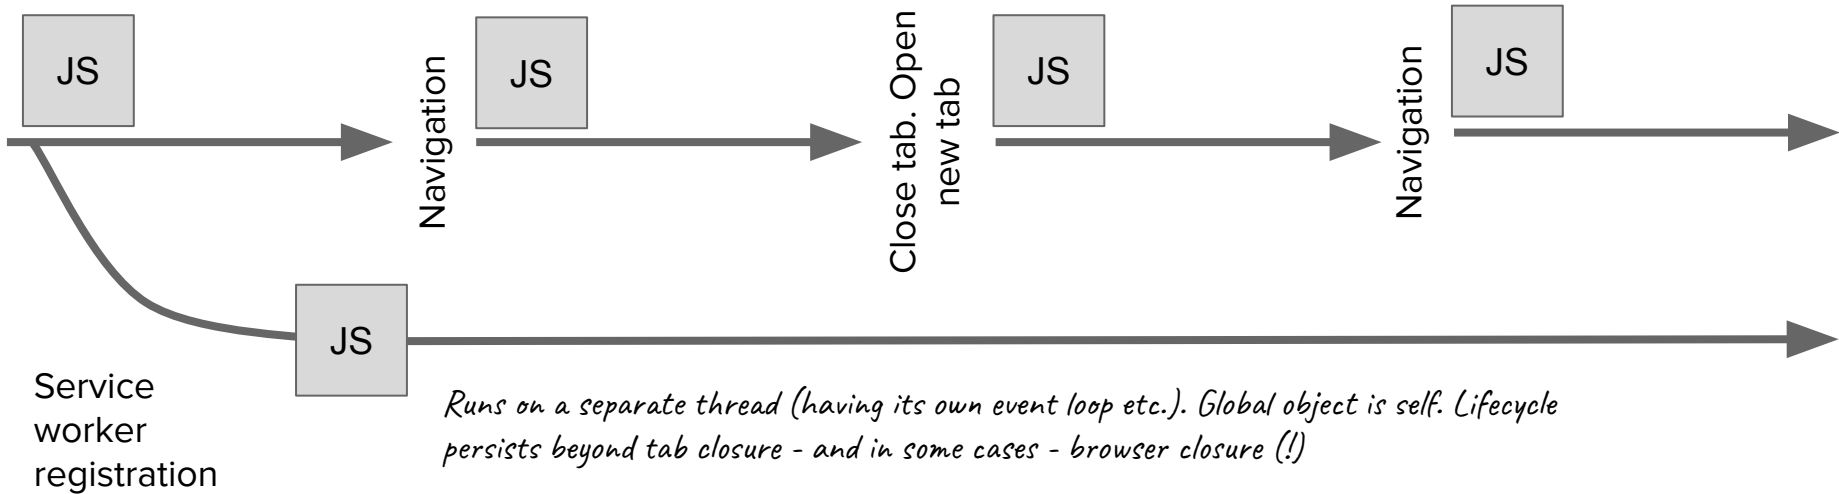 JS
Navigation
JS
Close tab. Open
new tab
JS
Navigation
JS
JS
Service
worker
registration
Runs on a separate thread (having its own event loop etc.). Global object is self. Lifecycle
persists beyond tab closure - and in some cases - browser closure (!)